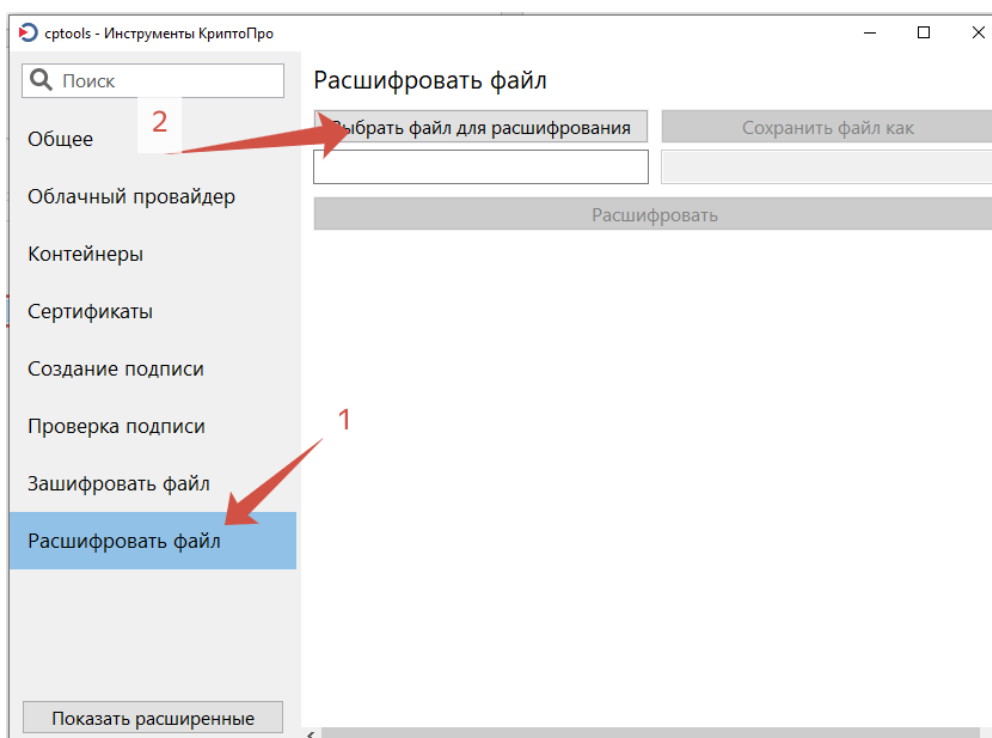 cptools - Инструменты КриптоПро
Поиск
Общее
Облачный провайдер
Контейнеры
Сертификаты
Создание подписи
Проверка подписи
Зашифровать файл
Расшифровать файл
Показать расширенные
Расшифровать файл
2
Выбрать файл для расшифрования
Сохранить файл как
Расшифровать
1